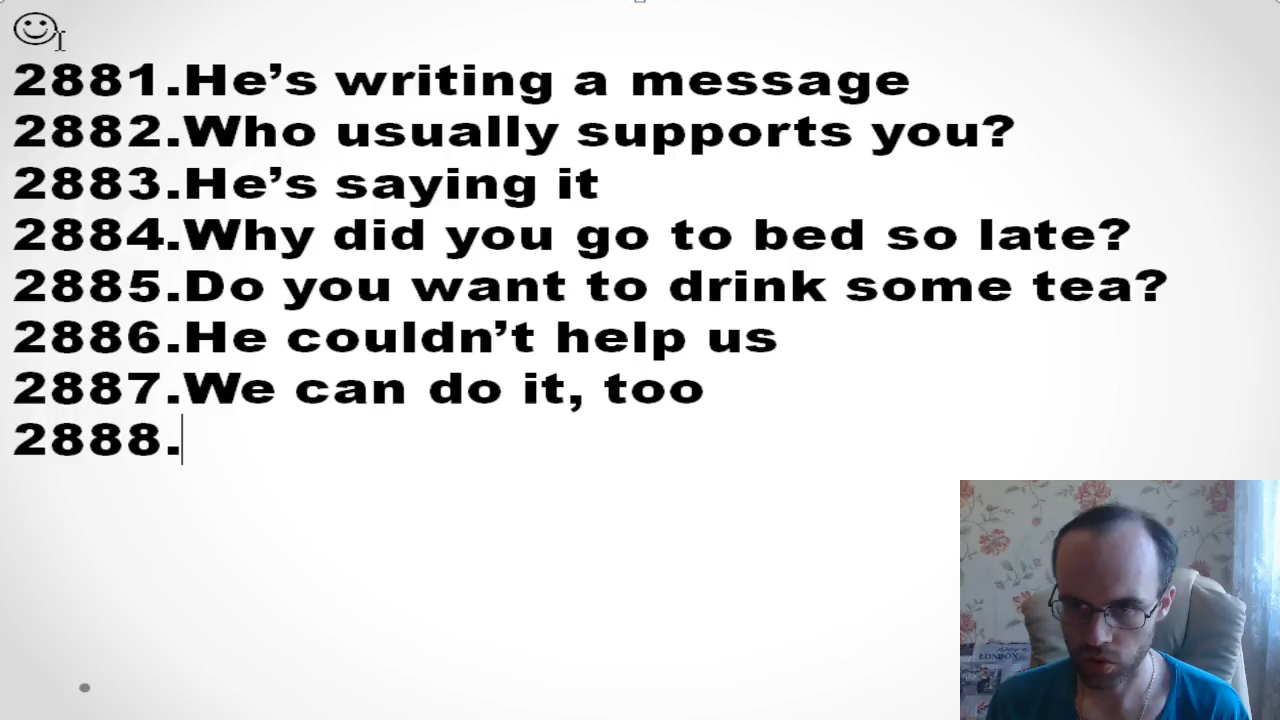 2881.He’s writing a message
2882.Who usually supports you?
2883.He’s saying it
2884.Why did you go to bed so late?
2885.Do you want to drink some tea?
2886.He couldn’t help us
2887.We can do it, too
2888.
LONDON